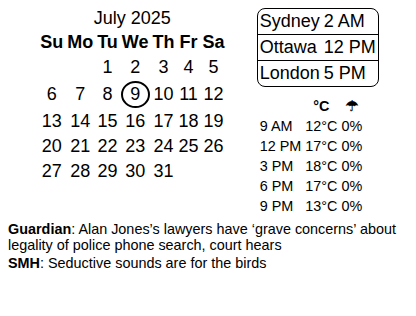 July 2025
Su Mo Tu We Th Fr Sa
1 2 3 4 5
6 7 8 9 10 11 12
13 14 15 16 17 18 19
20 21 22 23 24 25 26
27 28 29 30 31
Sydney 2 AM
Ottawa 12 PM
London 5 PM
°C ☂
9 AM 12°C 0%
12 PM 17°C 0%
3 PM 18°C 0%
6 PM 17°C 0%
9 PM 13°C 0%
Guardian: Alan Jones’s lawyers have ‘grave concerns’ about
legality of police phone search, court hears
SMH: Seductive sounds are for the birds